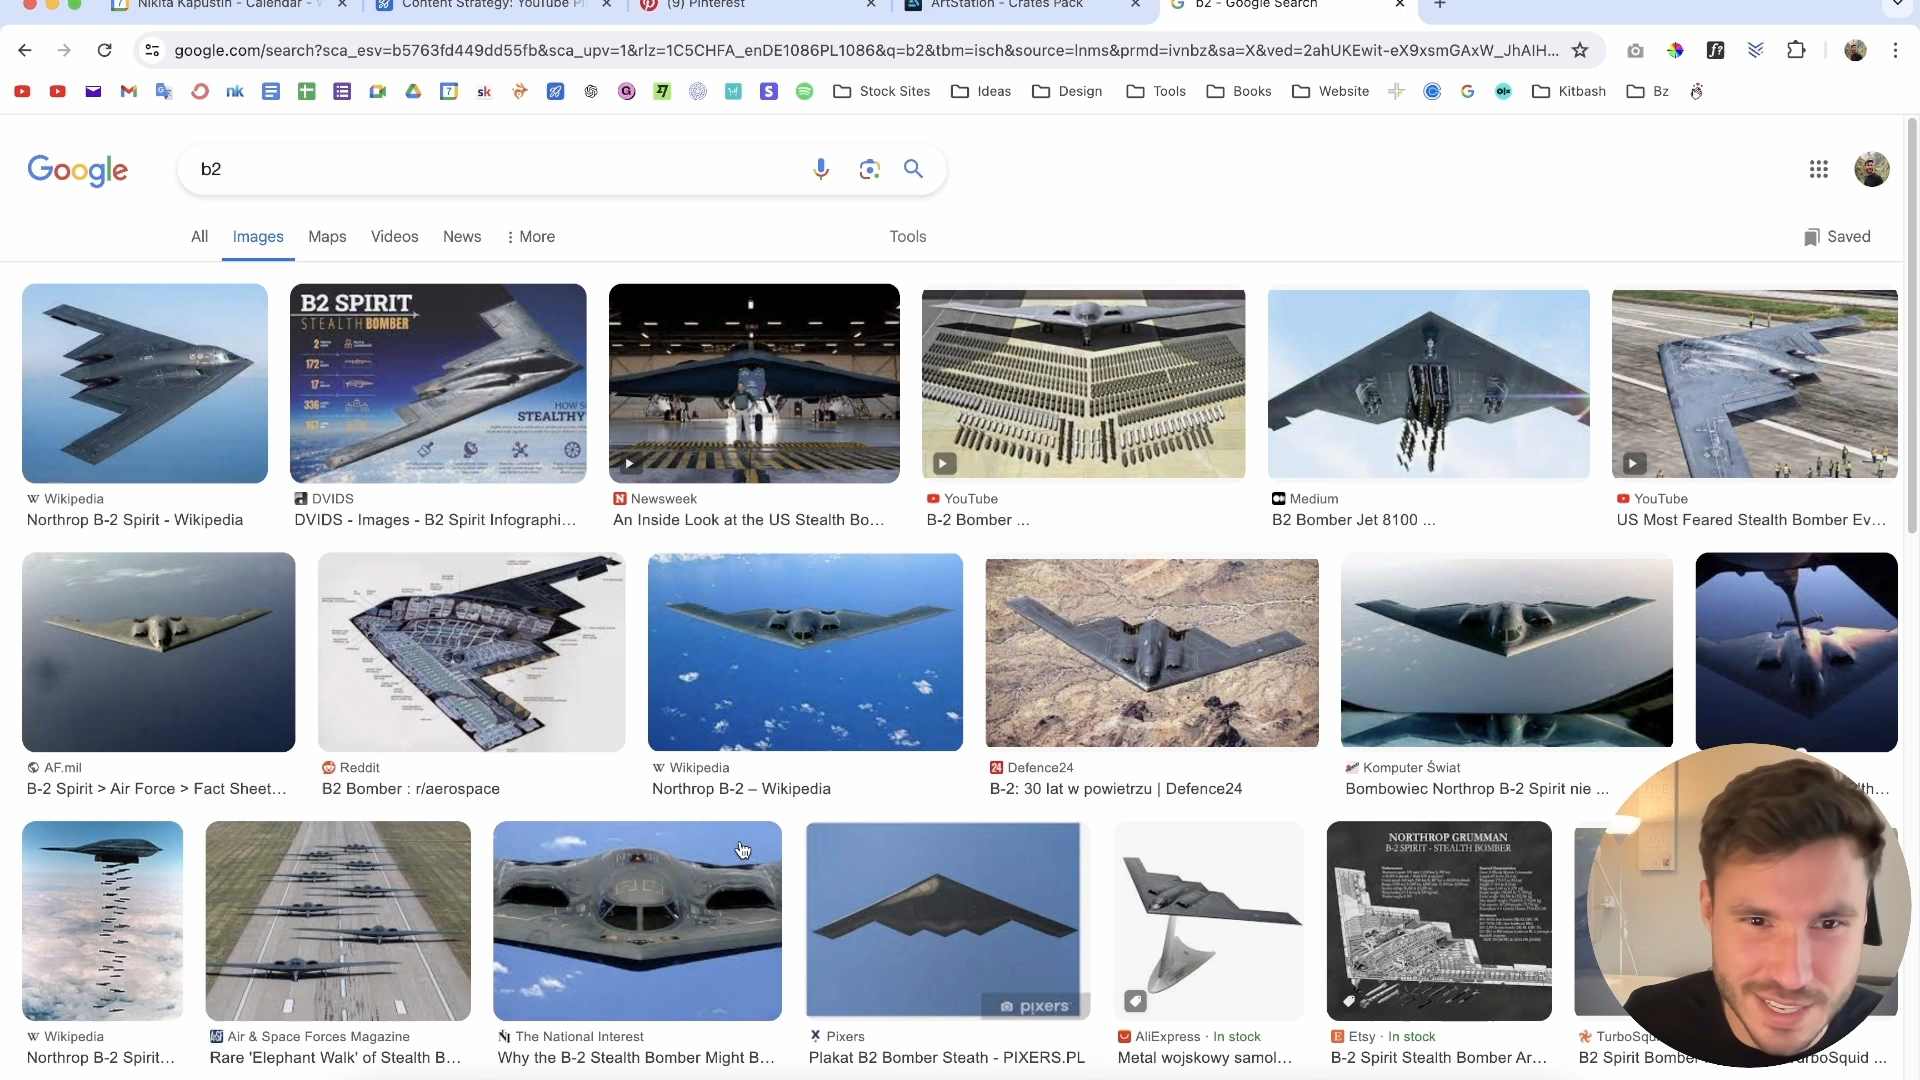 Nikita Kapustin - Calendar -
Content Strategy: YouTube
(9) Pinterest
ArtStation - Crates Pack
b2 - Google Search
google.com/search?sca_esv=b5763fd449dd55fb&sca_upv=1&rlz=1C5CHFA_enDE1086PL1086&q=b2&tbm=isch&source=lnms&prmd=ivnbz&sa=X&ved=2ahUKEwit-eX9xsmGAxW_JhAIH...
Stock Sites
Ideas
Design
Tools
Books
Website
Kitbash
Bz
Google
b2
All
Images
Maps
Videos
News
More
Tools
Saved
B2 SPIRIT
STEALTH BOMBER
2
172
17
336
STEALTHY
Wikipedia
Northrop B-2 Spirit - Wikipedia
DVIDS
DVIDS - Images - B2 Spirit Infographi...
Newsweek
An Inside Look at the US Stealth Bo...
YouTube
B-2 Bomber ...
Medium
B2 Bomber Jet 8100 ...
YouTube
US Most Feared Stealth Bomber Ev...
AF.mil
B-2 Spirit > Air Force > Fact Sheet...
Reddit
B2 Bomber : r/aerospace
Wikipedia
Northrop B-2 – Wikipedia
Defence24
B-2: 30 lat w powietrzu | Defence24
Komputer Świat
Bombowiec Northrop B-2 Spirit nie ...
pixers
NORTHROP GRUMMAN
B-2 SPIRIT - STEALTH BOMBER
Wikipedia
Northrop B-2 Spirit...
Air & Space Forces Magazine
Rare 'Elephant Walk' of Stealth B...
The National Interest
Why the B-2 Stealth Bomber Might B...
Pixers
Plakat B2 Bomber Steath - PIXERS.PL
AliExpress · In stock
Metal wojskowy samol...
Etsy · In stock
B-2 Spirit Stealth Bomber Ar...
B2 Spirit